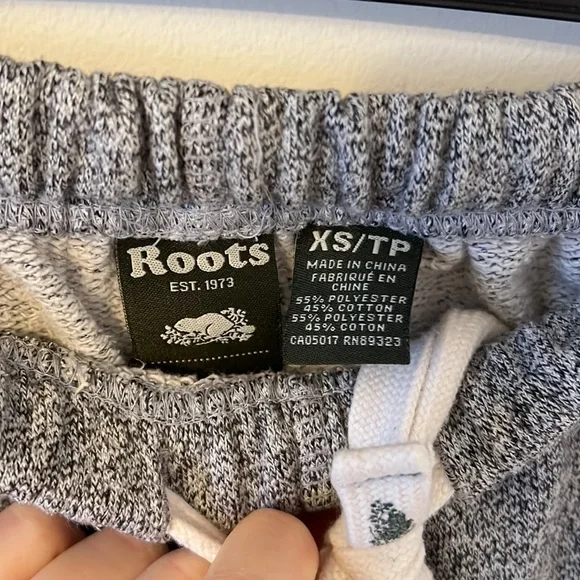 Roots
EST. 1973
XS/TP
MADE IN CHINA
FABRIQUÉ EN
CHINE
55% POLYESTER
45% COTTON
55% POLYESTER
45% COTON
CA05017 RN89323